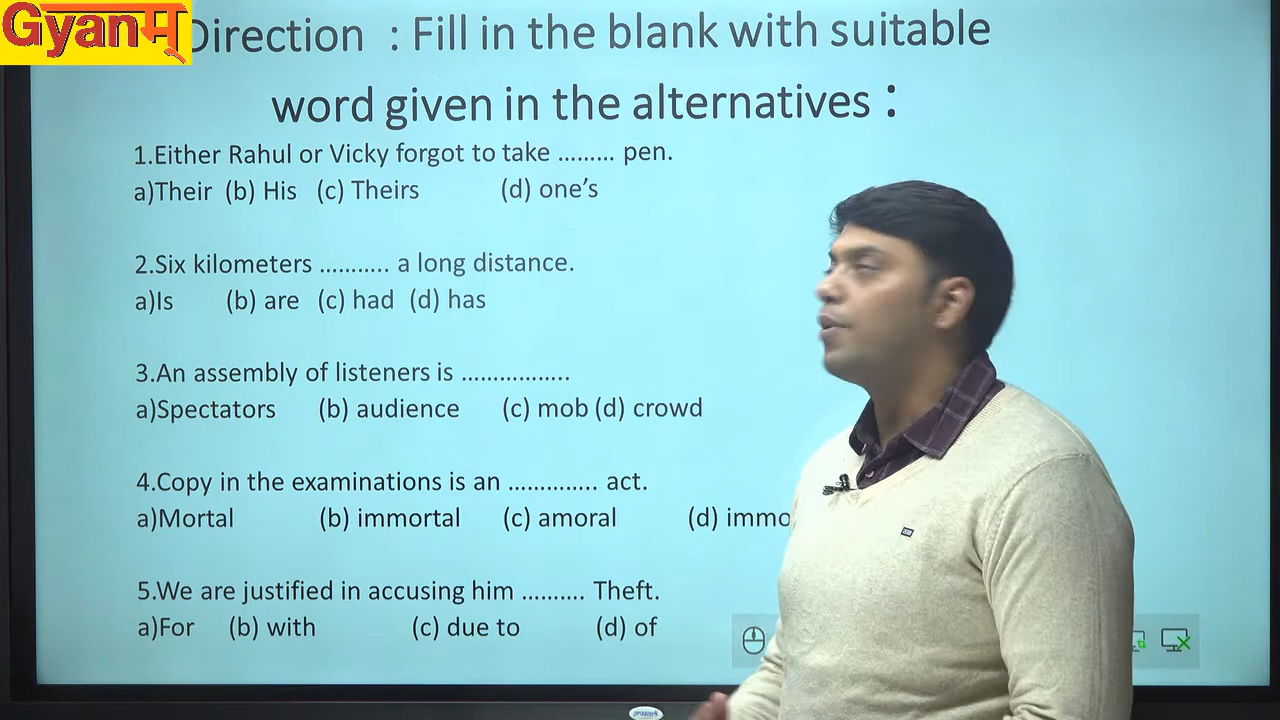 Gyanम्
Direction : Fill in the blank with suitable
word given in the alternatives :
1.Either Rahul or Vicky forgot to take ......... pen.
a)Their (b) His (c) Theirs (d) one's
2.Six kilometers ........... a long distance.
a)Is (b) are (c) had (d) has
3.An assembly of listeners is .................
a)Spectators (b) audience (c) mob (d) crowd
4.Copy in the examinations is an .............. act.
a)Mortal (b) immortal (c) amoral (d)
5.We are justified in accusing him .......... Theft.
a)For (b) with (c) due to (d) of